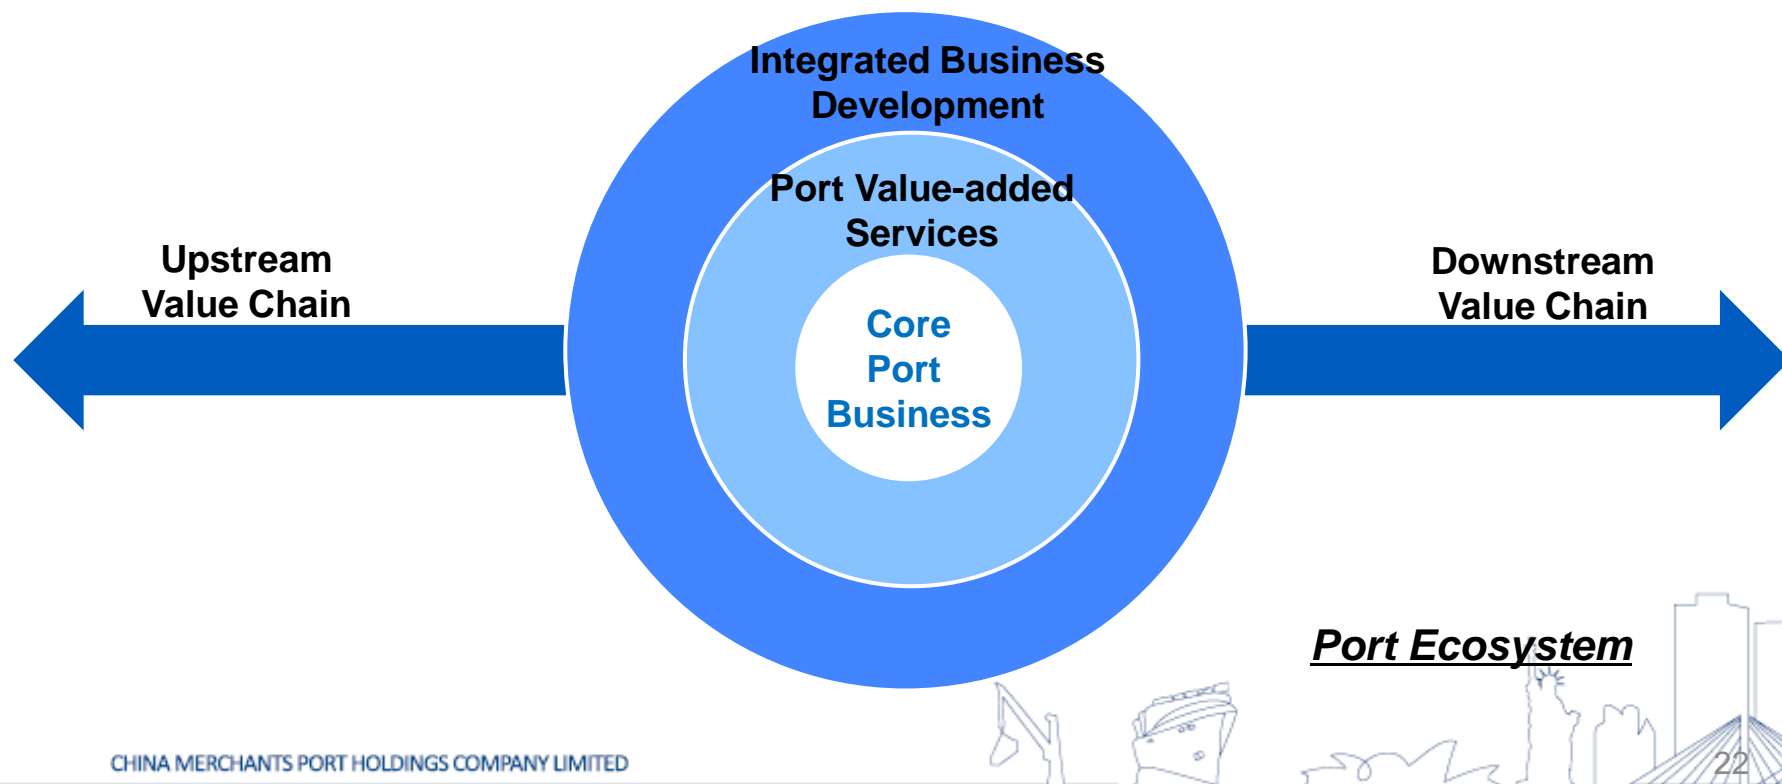 Integrated Business
Development
Port Value-added
Services
Upstream
Value Chain
Core
Port
Business
Downstream
Value Chain
Port Ecosystem
CHINA MERCHANTS PORT HOLDINGS COMPANY LIMITED
22